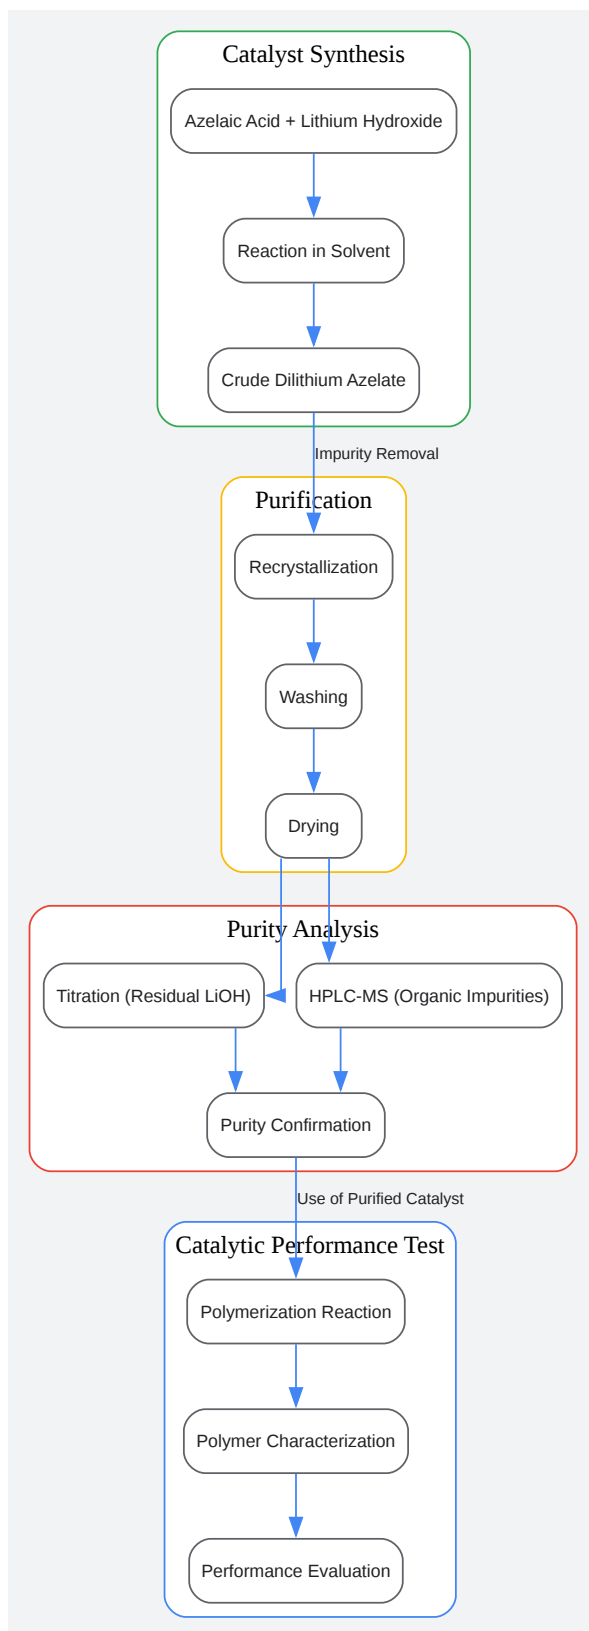 Catalyst Synthesis
Azelaic Acid + Lithium Hydroxide
Reaction in Solvent
Crude Dilithium Azelate
Impurity Removal
Purification
Recrystallization
Washing
Drying
Purity Analysis
Titration (Residual LiOH)
HPLC-MS (Organic Impurities)
Purity Confirmation
Use of Purified Catalyst
Catalytic Performance Test
Polymerization Reaction
Polymer Characterization
Performance Evaluation